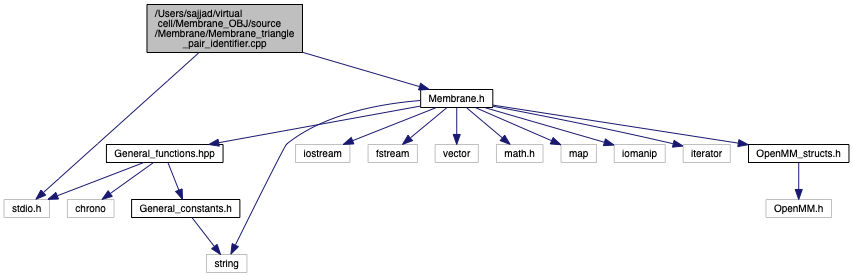 /Users/sajjad/virtual
cell/Membrane_OBJ/source
/Membrane/Membrane_triangle
_pair_identifier.cpp
Membrane.h
General_functions.hpp
iostream
fstream
vector
math.h
map
iomanip
iterator
OpenMM_structs.h
stdio.h
chrono
General_constants.h
OpenMM.h
string